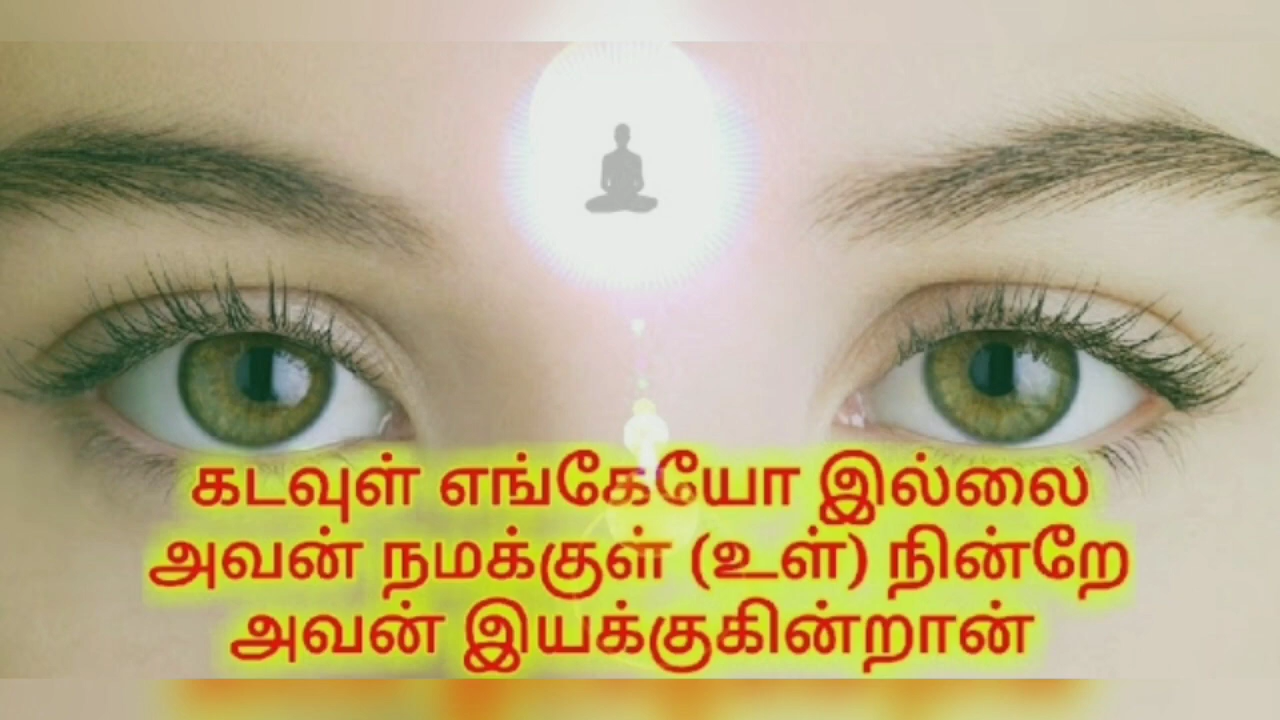 கடவுள் எங்கேயோ இல்லை
அவன் நமக்குள் (உள்) நின்றே
அவன் இயக்குகின்றான்